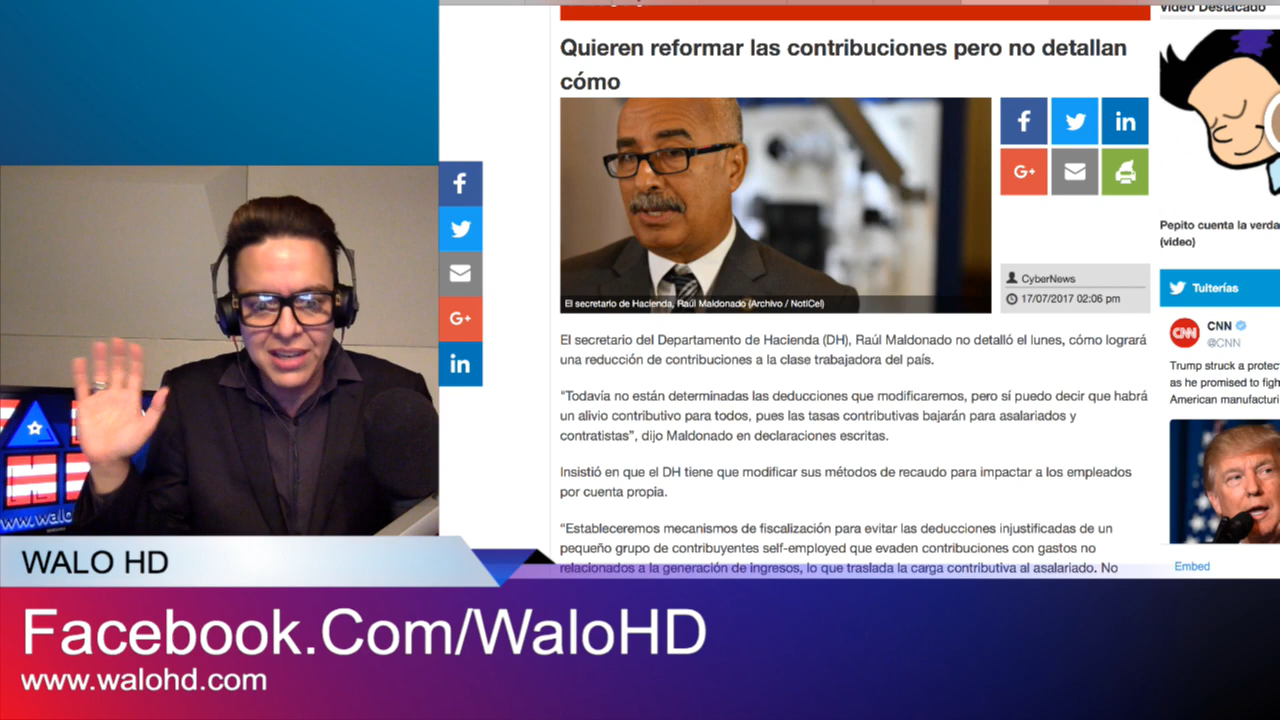 Video Destacado
Quieren reformar las contribuciones pero no detallan
cómo
El secretario de Hacienda, Raúl Maldonado (Archivo / NotiCel)
CyberNews
17/07/2017 02:06 pm
Pepito cuenta la verda
(video)
Tulterías
CNN
CNN
@CNN
Trump struck a protec
as he promised to figh
American manufacturi
Embed
El secretario del Departamento de Hacienda (DH), Raúl Maldonado no detalló el lunes, cómo logrará
una reducción de contribuciones a la clase trabajadora del país.
“Todavía no están determinadas las deducciones que modificaremos, pero sí puedo decir que habrá
un alivio contributivo para todos, pues las tasas contributivas bajarán para asalariados y
contratistas”, dijo Maldonado en declaraciones escritas.
Insistió en que el DH tiene que modificar sus métodos de recaudo para impactar a los empleados
por cuenta propia.
“Estableceremos mecanismos de fiscalización para evitar las deducciones injustificadas de un
pequeño grupo de contribuyentes self-employed que evaden contribuciones con gastos no
relacionados a la generación de ingresos, lo que traslada la carga contributiva al asalariado. No
www.walo
WALO HD
Facebook.Com/WaloHD
www.walohd.com